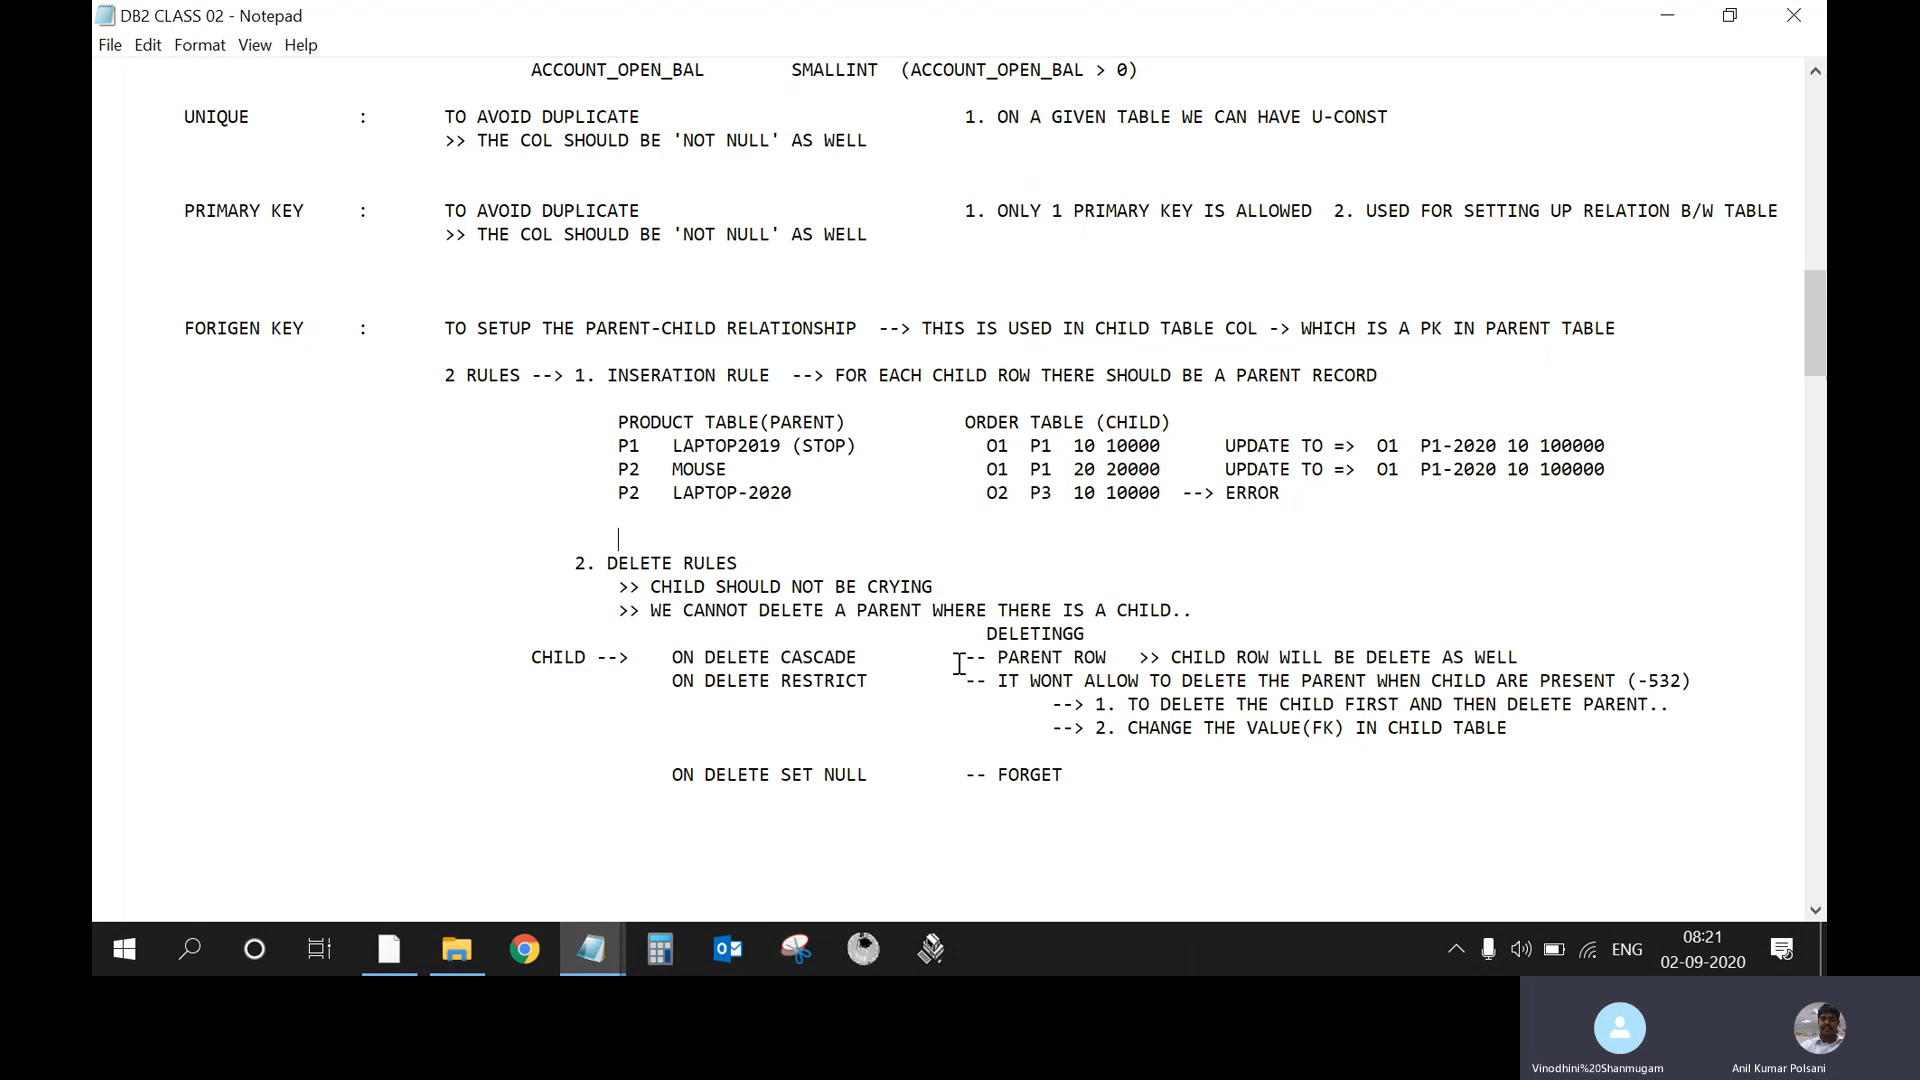 DB2 CLASS 02 - Notepad
File Edit Format View Help
ACCOUNT_OPEN_BAL SMALLINT (ACCOUNT_OPEN_BAL > 0)
UNIQUE : TO AVOID DUPLICATE 1. ON A GIVEN TABLE WE CAN HAVE U-CONST
>> THE COL SHOULD BE 'NOT NULL' AS WELL
PRIMARY KEY : TO AVOID DUPLICATE 1. ONLY 1 PRIMARY KEY IS ALLOWED 2. USED FOR SETTING UP RELATION B/W TABLE
>> THE COL SHOULD BE 'NOT NULL' AS WELL
FORIGEN KEY : TO SETUP THE PARENT-CHILD RELATIONSHIP --> THIS IS USED IN CHILD TABLE COL -> WHICH IS A PK IN PARENT TABLE
2 RULES --> 1. INSERATION RULE --> FOR EACH CHILD ROW THERE SHOULD BE A PARENT RECORD
PRODUCT TABLE(PARENT) ORDER TABLE (CHILD)
P1 LAPTOP2019 (STOP) O1 P1 10 10000 UPDATE TO => O1 P1-2020 10 100000
P2 MOUSE O1 P1 20 20000 UPDATE TO => O1 P1-2020 10 100000
P2 LAPTOP-2020 O2 P3 10 10000 --> ERROR
2. DELETE RULES
>> CHILD SHOULD NOT BE CRYING
>> WE CANNOT DELETE A PARENT WHERE THERE IS A CHILD..
DELETINGG
CHILD --> ON DELETE CASCADE -- PARENT ROW >> CHILD ROW WILL BE DELETE AS WELL
ON DELETE RESTRICT -- IT WONT ALLOW TO DELETE THE PARENT WHEN CHILD ARE PRESENT (-532)
--> 1. TO DELETE THE CHILD FIRST AND THEN DELETE PARENT..
--> 2. CHANGE THE VALUE(FK) IN CHILD TABLE
ON DELETE SET NULL -- FORGET
ENG
08:21
02-09-2020
Vinodhini%20Shanmugam
Anil Kumar Polsani